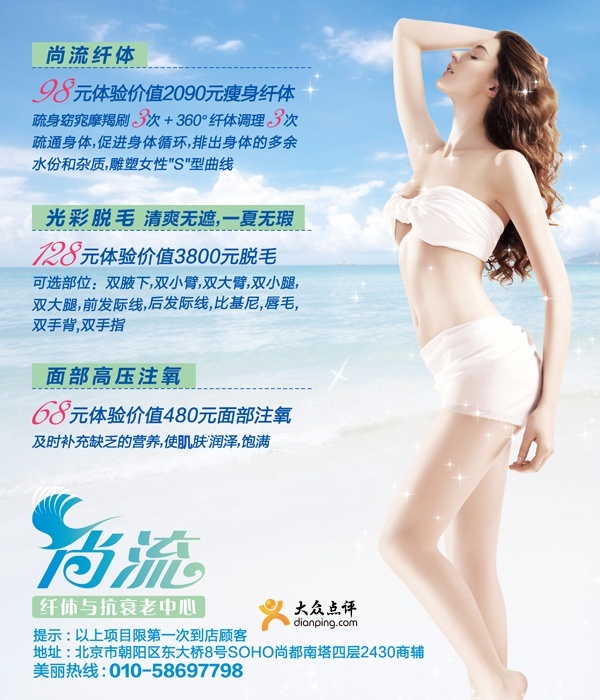 尚流纤体
98元体验价值2090元瘦身纤体
疏身窈窕摩羯刷3次+360°纤体调理3次
疏通身体,促进身体循环,排出身体的多余
水份和杂质,雕塑女性"S"型曲线
光彩脱毛 清爽无遮,一夏无瑕
128元体验价值3800元脱毛
可选部位：双腋下,双小臂,双大臂,双小腿,
双大腿,前发际线,后发际线,比基尼,唇毛,
双手背,双手指
面部高压注氧
68元体验价值480元面部注氧
及时补充缺乏的营养,使肌肤润泽,饱满
尚流
纤体与抗衰老中心
大众点评
dianping.com
提示：以上项目限第一次到店顾客
地址：北京市朝阳区东大桥8号SOHO尚都南塔四层2430商铺
美丽热线：010-58697798